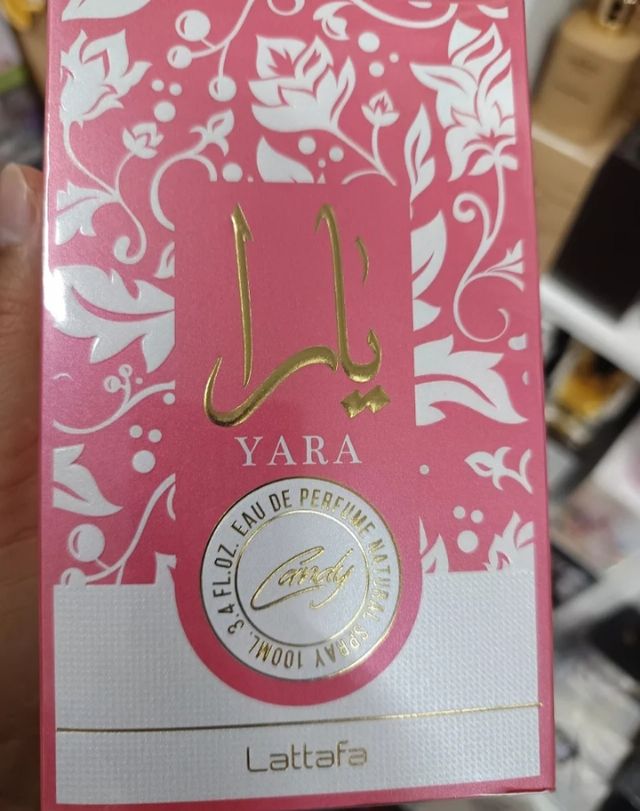 يارا
YARA
EAU DE PERFUME NATURAL SPRAY 100ML. 3.4 FL.OZ.
Candy
Lattafa